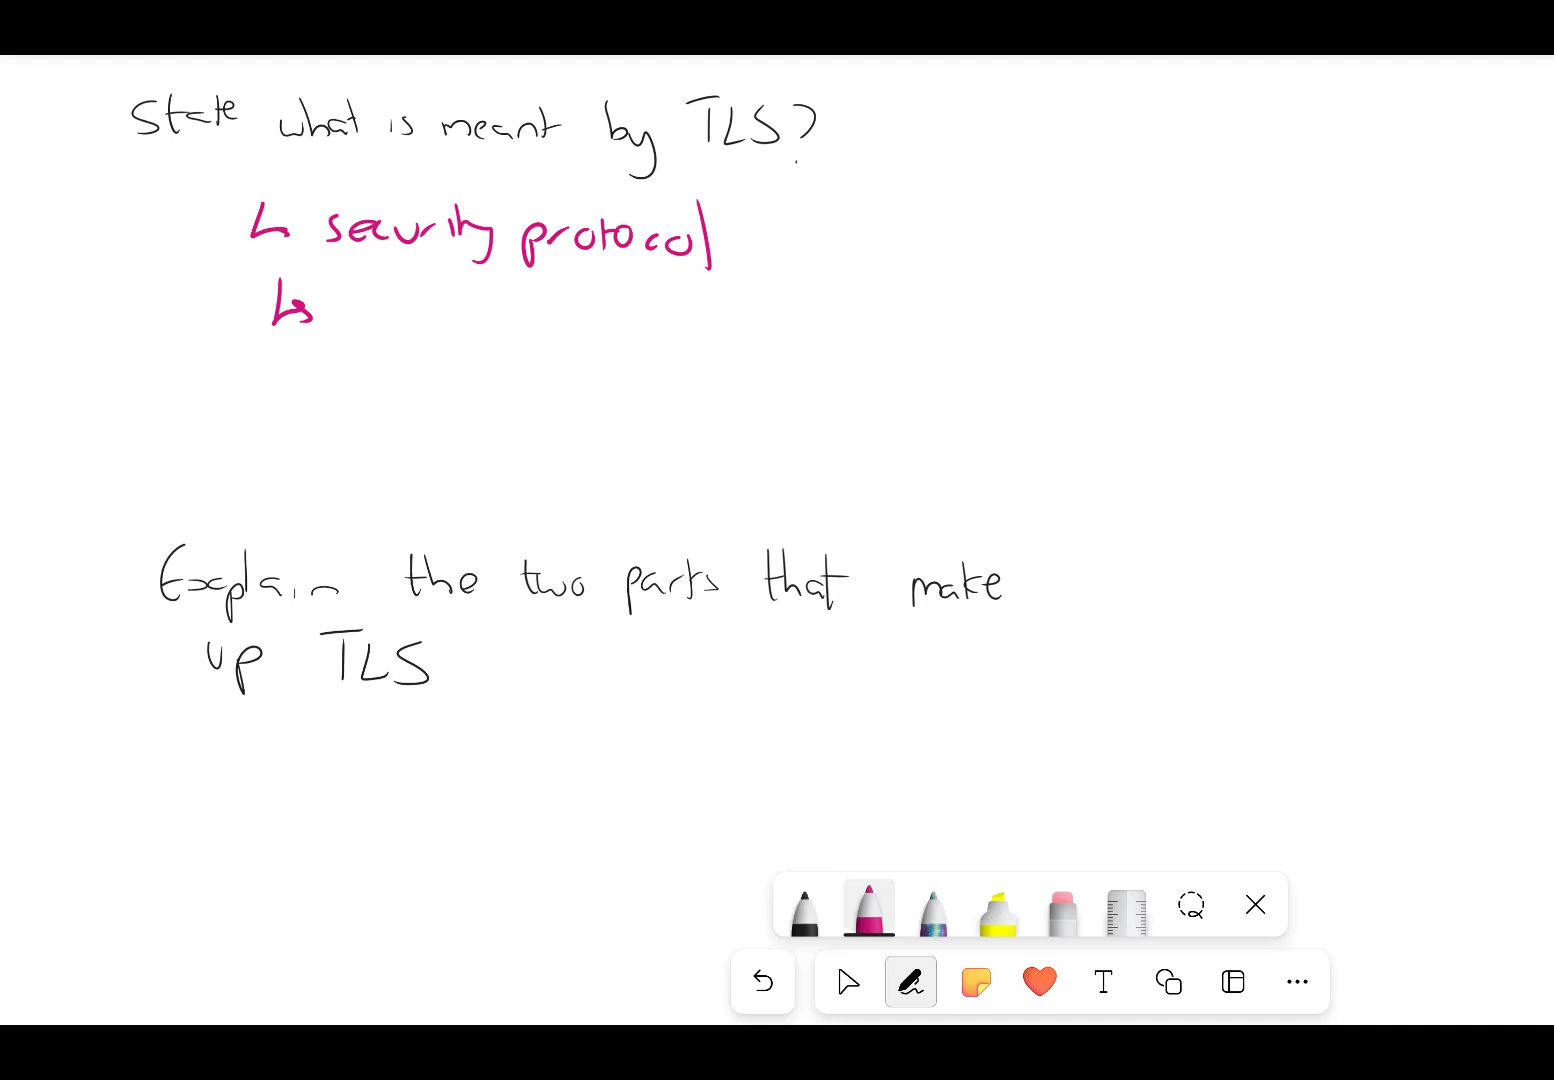 State what is meant by TLS?
↳ security protocol
↳
Explain the two parts that make
up TLS
T